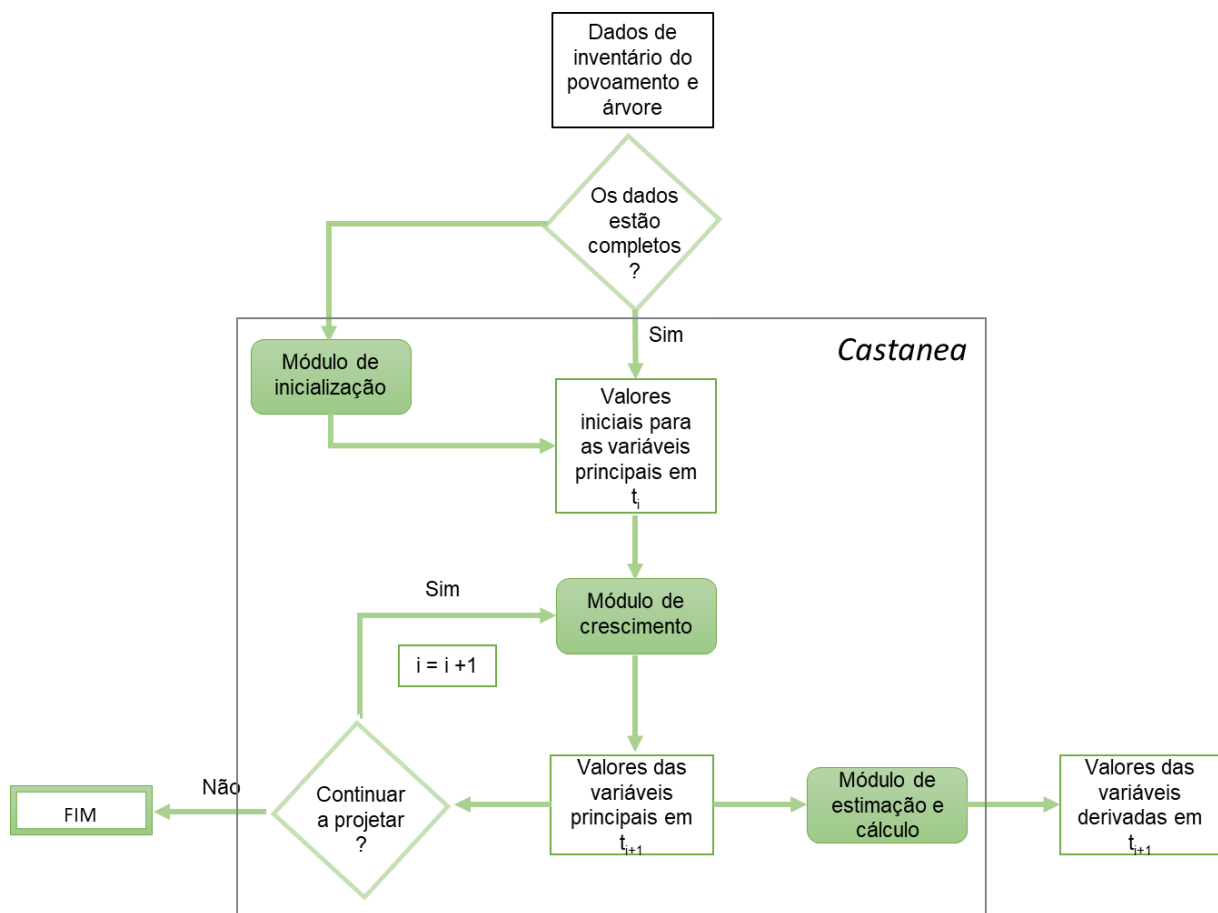 Dados de
inventário do
povoamento e
árvore
Os dados
estão
completos
?
Sim
Castanea
Módulo de
inicialização
Valores
iniciais para
as variáveis
principais em
tᵢ
Sim
Módulo de
crescimento
i = i +1
Não
FIM
Continuar
a projetar
?
Valores das
variáveis
principais em
tᵢ₊₁
Módulo de
estimação e
cálculo
Valores das
variáveis
derivadas em
tᵢ₊₁